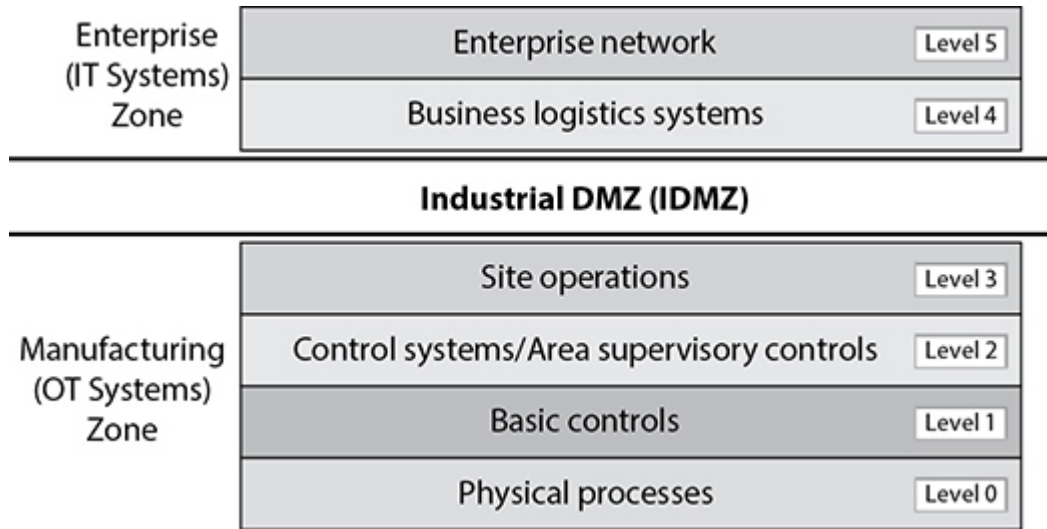 Enterprise
(IT Systems)
Zone
Enterprise network Level 5
Business logistics systems Level 4
Industrial DMZ (IDMZ)
Manufacturing
(OT Systems)
Zone
Site operations Level 3
Control systems/Area supervisory controls Level 2
Basic controls Level 1
Physical processes Level 0